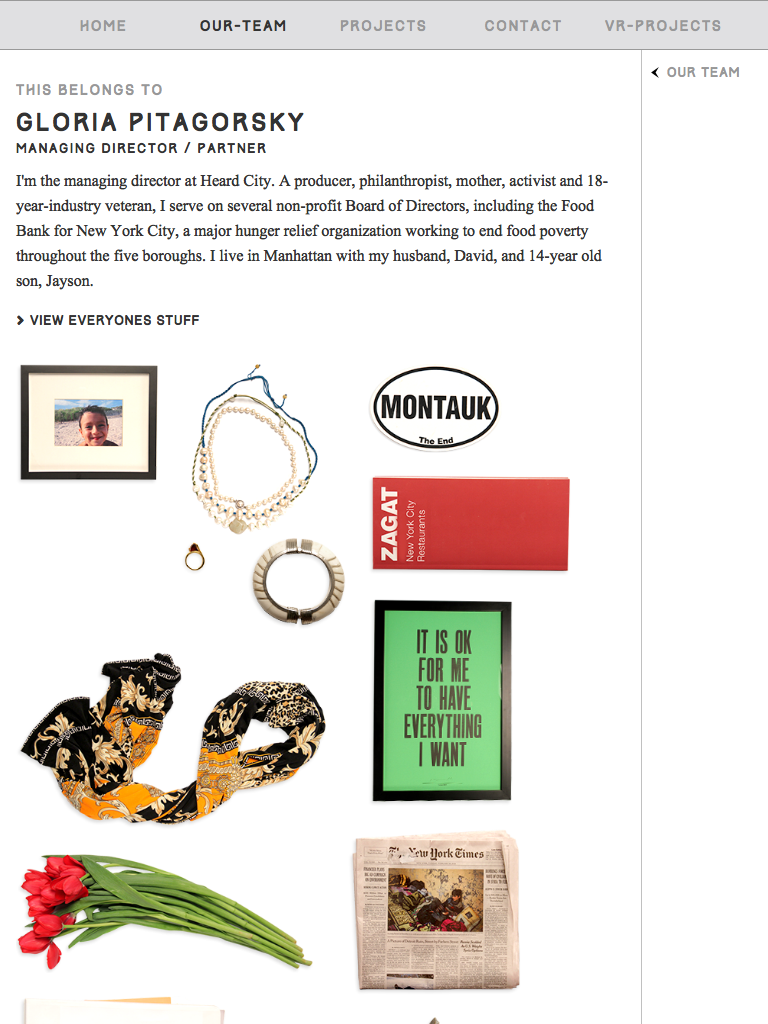 HOME OUR-TEAM PROJECTS CONTACT VR-PROJECTS
OUR TEAM
THIS BELONGS TO
GLORIA PITAGORSKY
MANAGING DIRECTOR / PARTNER
I'm the managing director at Heard City. A producer, philanthropist, mother, activist and 18-
year-industry veteran, I serve on several non-profit Board of Directors, including the Food
Bank for New York City, a major hunger relief organization working to end food poverty
throughout the five boroughs. I live in Manhattan with my husband, David, and 14-year old
son, Jayson.
VIEW EVERYONES STUFF
MONTAUK
The End
ZAGAT
New York City
Restaurants
IT IS OK
FOR ME
TO HAVE
EVERYTHING
I WANT
The New York Times